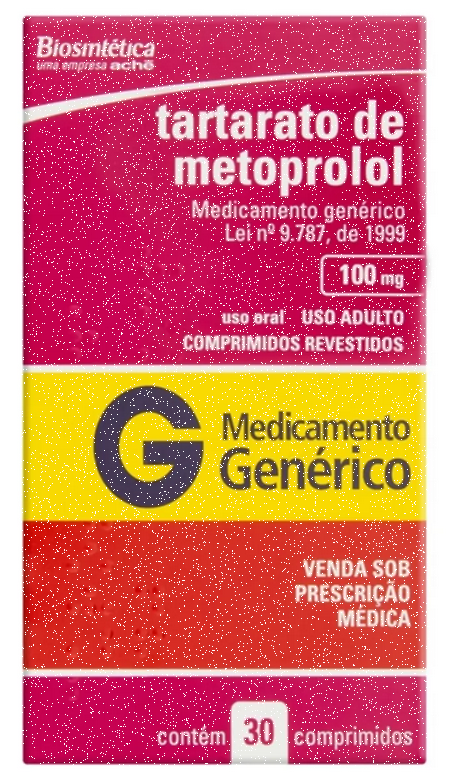 Biosintética
uma empresa achē
tartarato de
metoprolol
Medicamento genérico
Lei nº 9.787, de 1999
100 mg
uso oral USO ADULTO
COMPRIMIDOS REVESTIDOS
G Medicamento
Genérico
VENDA SOB
PRESCRIÇÃO
MÉDICA
contém 30 comprimidos